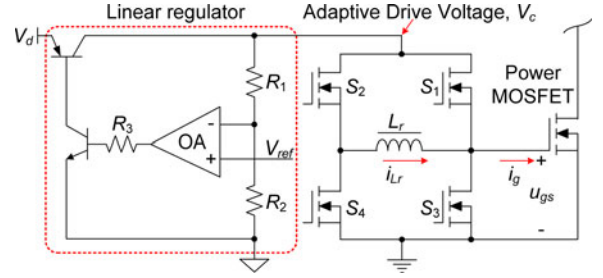 Linear regulator
Adaptive Drive Voltage, Vc
Vd
R1
S2
S1
Power
MOSFET
R3
OA
-
+
Vref
Lr
iLr
ig
+
ugs
-
R2
S4
S3